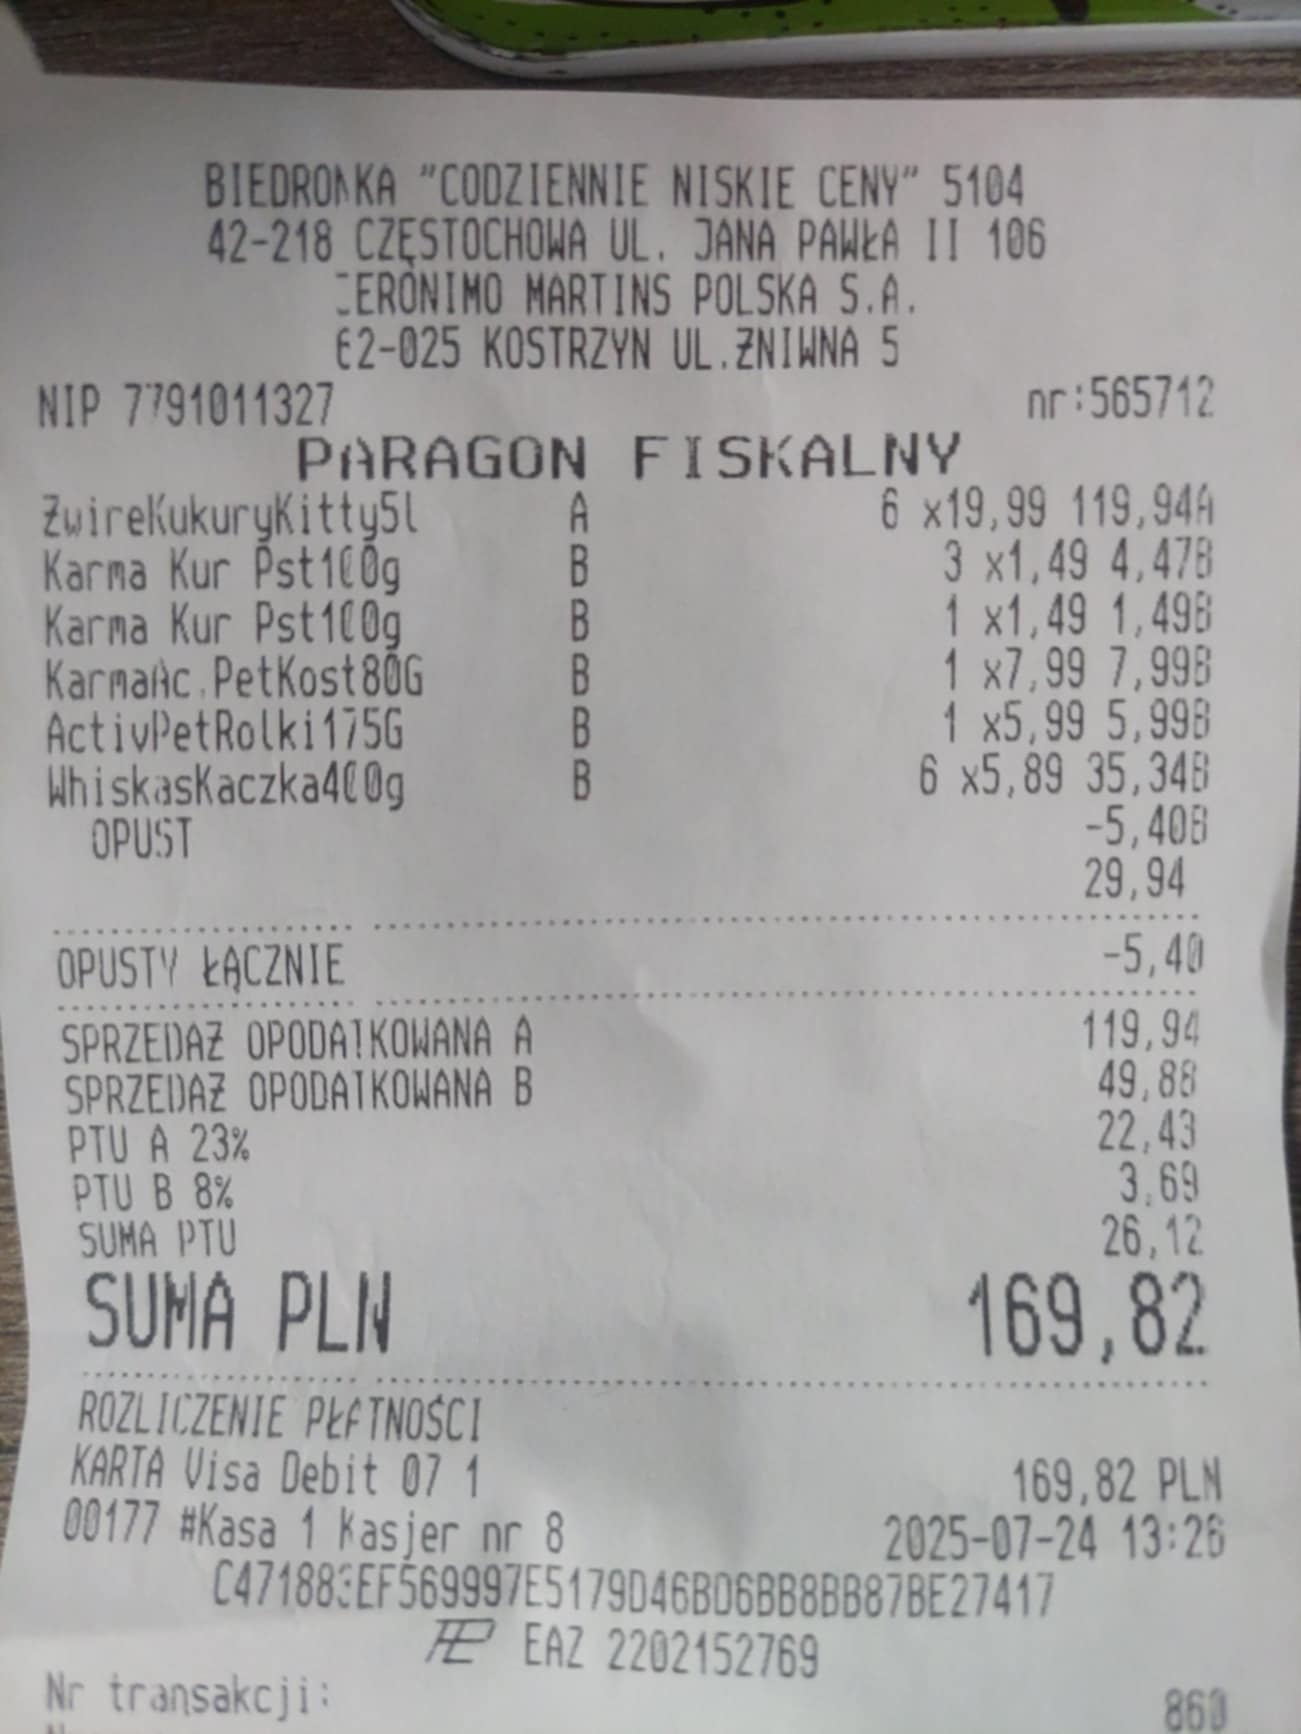 BIEDRONKA "CODZIENNIE NISKIE CENY" 5104
42-218 CZĘSTOCHOWA UL. JANA PAWŁA II 106
JERONIMO MARTINS POLSKA S.A.
62-025 KOSTRZYN UL.ŻNIWNA 5
NIP 7791011327 nr:565712
PARAGON FISKALNY
ŻwireKukuryKitty5l A 6 x19,99 119,94A
Karma Kur Pst100g B 3 x1,49 4,47B
Karma Kur Pst100g B 1 x1,49 1,49B
KarmaAc.PetKost80G B 1 x7,99 7,99B
ActivPetRolki175G B 1 x5,99 5,99B
WhiskasKaczka400g B 6 x5,89 35,34B
OPUST -5,40B
29,94
OPUSTY ŁĄCZNIE -5,40
SPRZEDAŻ OPODATKOWANA A 119,94
SPRZEDAŻ OPODATKOWANA B 49,88
PTU A 23% 22,43
PTU B 8% 3,69
SUMA PTU 26,12
SUMA PLN 169,82
ROZLICZENIE PŁATNOŚCI
KARTA Visa Debit 07 1 169,82 PLN
00177 #Kasa 1 Kasjer nr 8 2025-07-24 13:26
C471883EF569997E5179D46BD6BB8BB87BE27417
EAZ 2202152769
Nr transakcji: 860